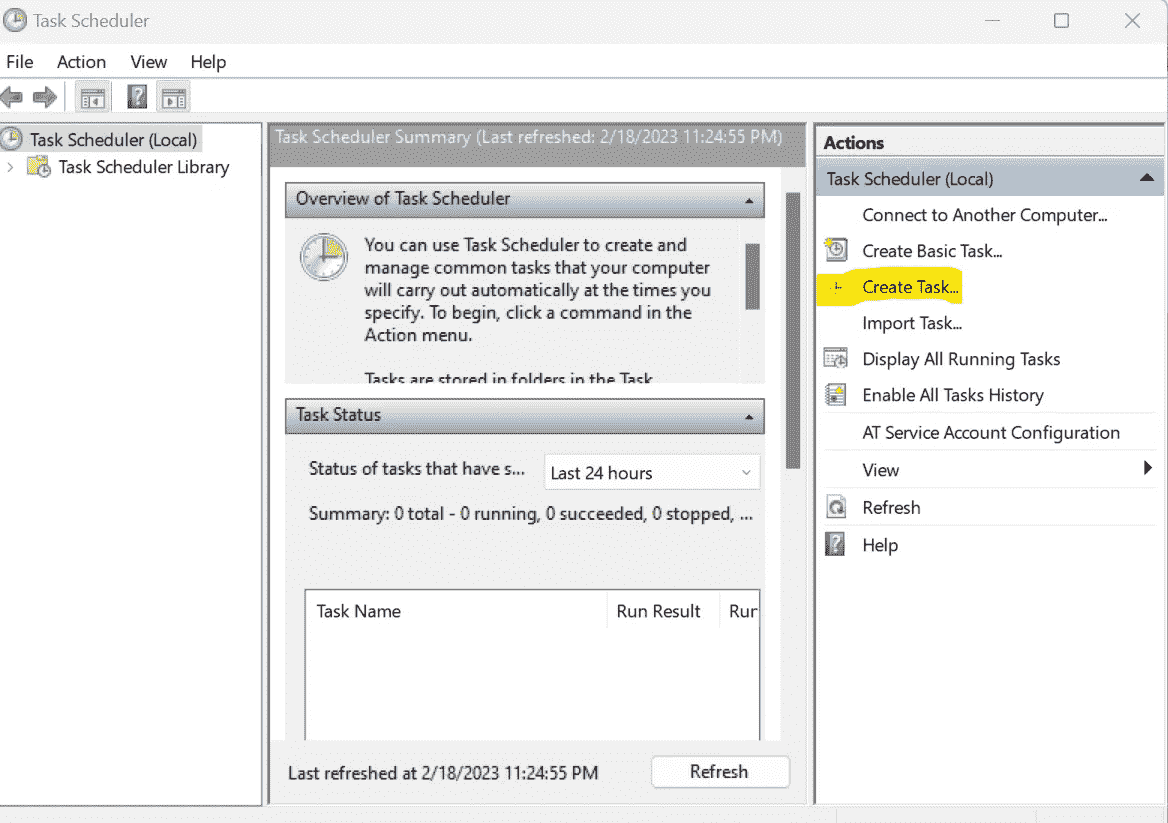 Task Scheduler
File Action View Help
Task Scheduler (Local)
Task Scheduler Library
Task Scheduler Summary (Last refreshed: 2/18/2023 11:24:55 PM)
Overview of Task Scheduler
You can use Task Scheduler to create and
manage common tasks that your computer
will carry out automatically at the times you
specify. To begin, click a command in the
Action menu.
Tasks are stored in folders in the Task
Task Status
Status of tasks that have s... Last 24 hours
Summary: 0 total - 0 running, 0 succeeded, 0 stopped, ...
Task Name Run Result Run
Last refreshed at 2/18/2023 11:24:55 PM Refresh
Actions
Task Scheduler (Local)
Connect to Another Computer...
Create Basic Task...
Create Task...
Import Task...
Display All Running Tasks
Enable All Tasks History
AT Service Account Configuration
View
Refresh
Help